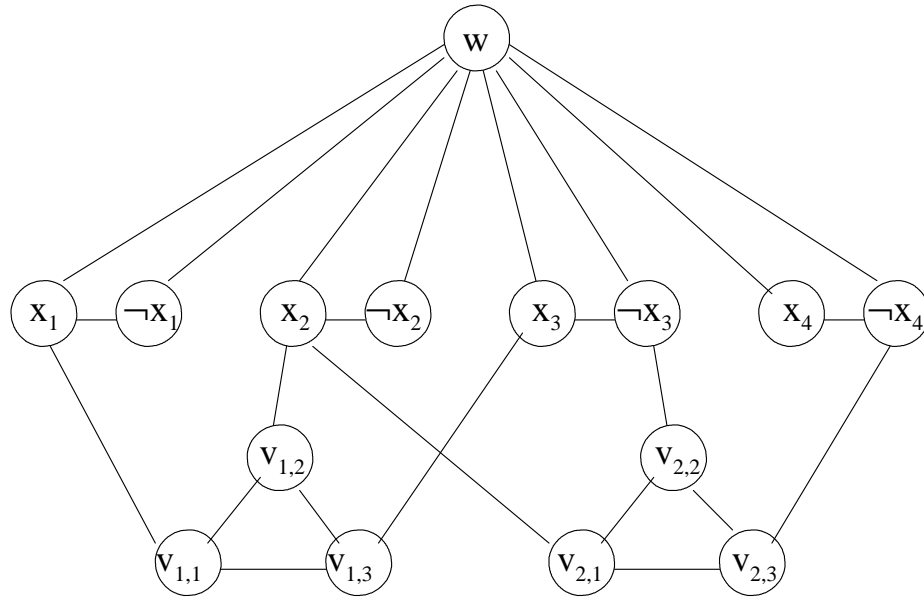 w
x₁ ¬x₁ x₂ ¬x₂ x₃ ¬x₃ x₄ ¬x₄
v₁,₂ v₂,₂
v₁,₁ v₁,₃ v₂,₁ v₂,₃